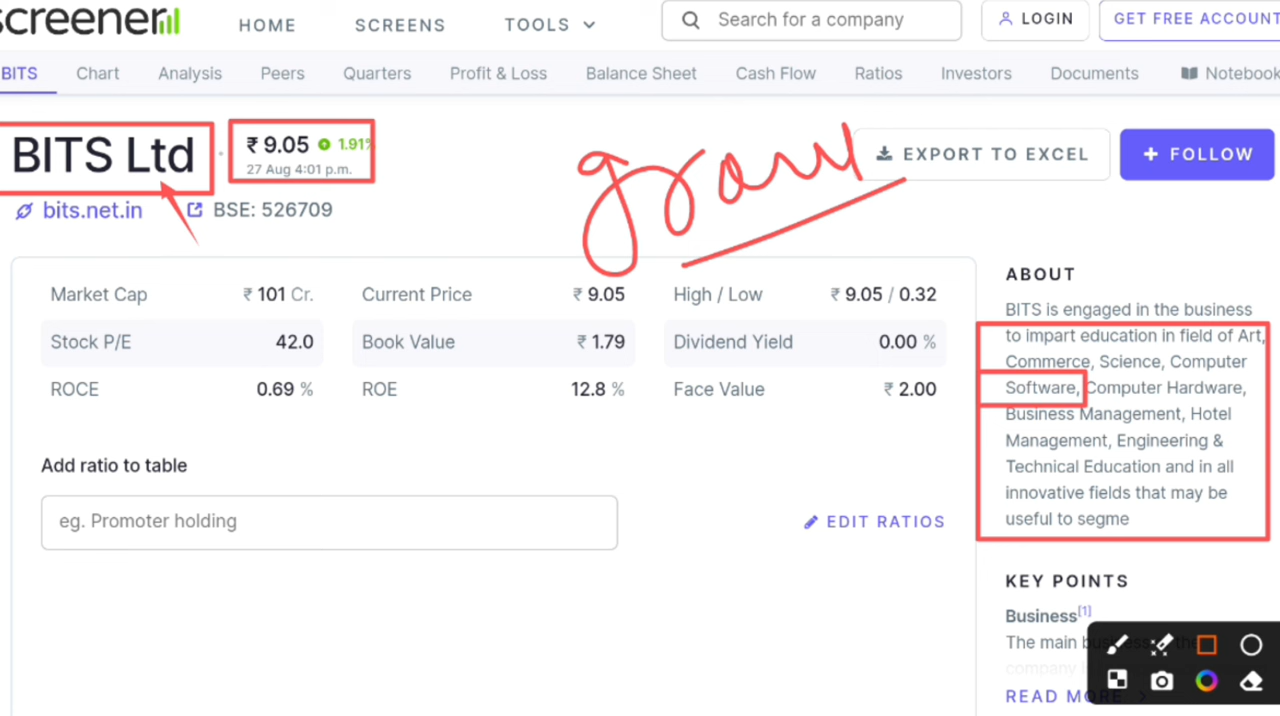 screener
HOME SCREENS TOOLS Search for a company LOGIN GET FREE ACCOUNT
BITS Chart Analysis Peers Quarters Profit & Loss Balance Sheet Cash Flow Ratios Investors Documents Notebook
BITS Ltd
₹ 9.05 1.91%
27 Aug 4:01 p.m.
EXPORT TO EXCEL
+ FOLLOW
bits.net.in BSE: 526709
Market Cap ₹ 101 Cr. Current Price ₹ 9.05 High / Low ₹ 9.05 / 0.32
Stock P/E 42.0 Book Value ₹ 1.79 Dividend Yield 0.00 %
ROCE 0.69 % ROE 12.8 % Face Value ₹ 2.00
Add ratio to table
eg. Promoter holding
EDIT RATIOS
ABOUT
BITS is engaged in the business
to impart education in field of Art,
Commerce, Science, Computer
Software, Computer Hardware,
Business Management, Hotel
Management, Engineering &
Technical Education and in all
innovative fields that may be
useful to segme
KEY POINTS
Business[1]
The main business of the
company is
READ MORE